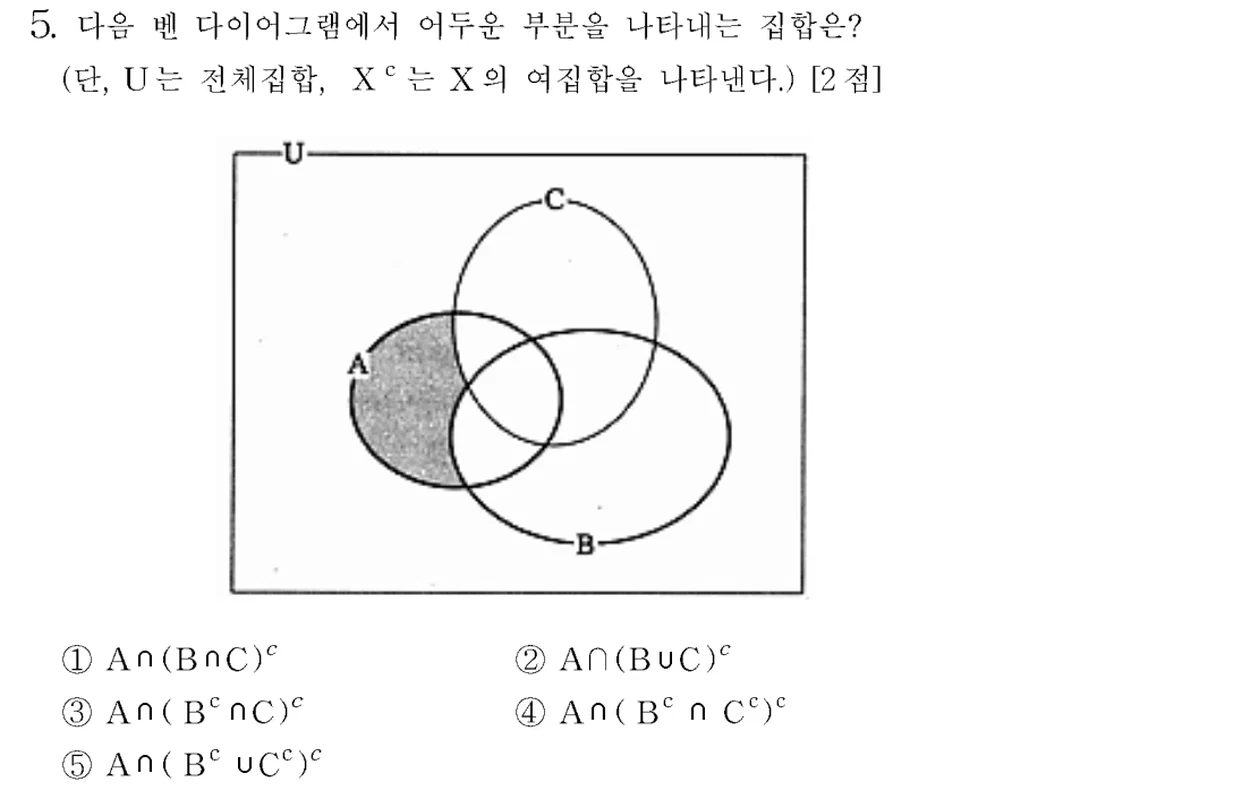 5. 다음 벤 다이어그램에서 어두운 부분을 나타내는 집합은?
(단, U는 전체집합, Xᶜ는 X의 여집합을 나타낸다.) [2점]
U
C
A
B
① A∩(B∩C)ᶜ ② A∩(B∪C)ᶜ
③ A∩( Bᶜ∩C)ᶜ ④ A∩( Bᶜ ∩ Cᶜ)ᶜ
⑤ A∩( Bᶜ ∪Cᶜ)ᶜ